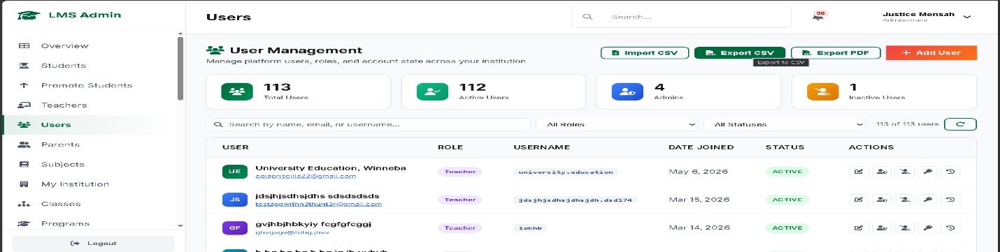 LMS Admin
Users
Search...
36
Justice Mensah
Administrator
Overview
Students
Promote Students
Teachers
Users
Parents
Subjects
My Institution
Classes
Programs
Logout
User Management
Manage platform users, roles, and account state across your institution
Import CSV
Export CSV
Export PDF
Add User
Export to CSV
113
Total Users
112
Active Users
4
Admins
1
Inactive Users
Search by name, email, or username...
All Roles
All Statuses
113 of 113 users
USER ROLE USERNAME DATE JOINED STATUS ACTIONS
UE University Education, Winneba Teacher university.education May 6, 2026 ACTIVE
odiapriscilla22@gmail.com
JS jdsjhjsdhsjdhs sdsdsdsds Teacher jdsjhjsdhsjdhsjdh.dsd174 Mar 15, 2026 ACTIVE
testappwithn3thunt3r@gmail.com
GF gvjhbjhbkyiy fcgfgfcggj Teacher Mar 14, 2026 ACTIVE